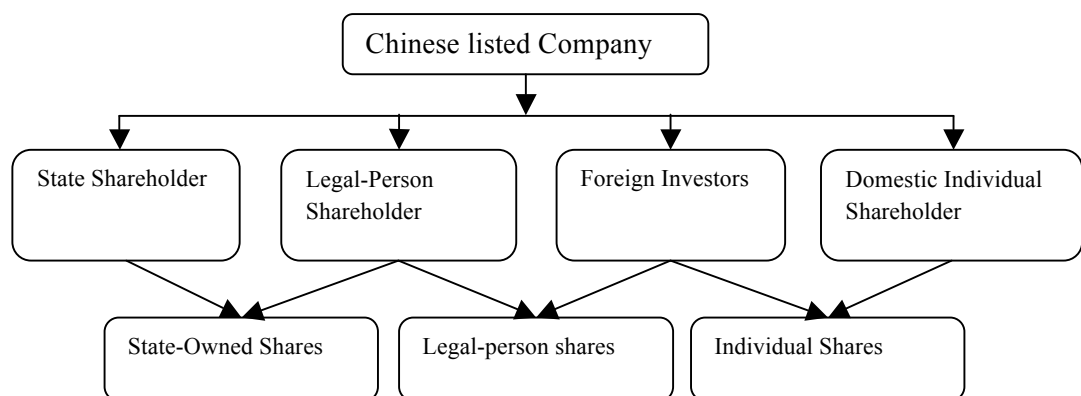 Chinese listed Company
State Shareholder
Legal-Person
Shareholder
Foreign Investors
Domestic Individual
Shareholder
State-Owned Shares
Legal-person shares
Individual Shares